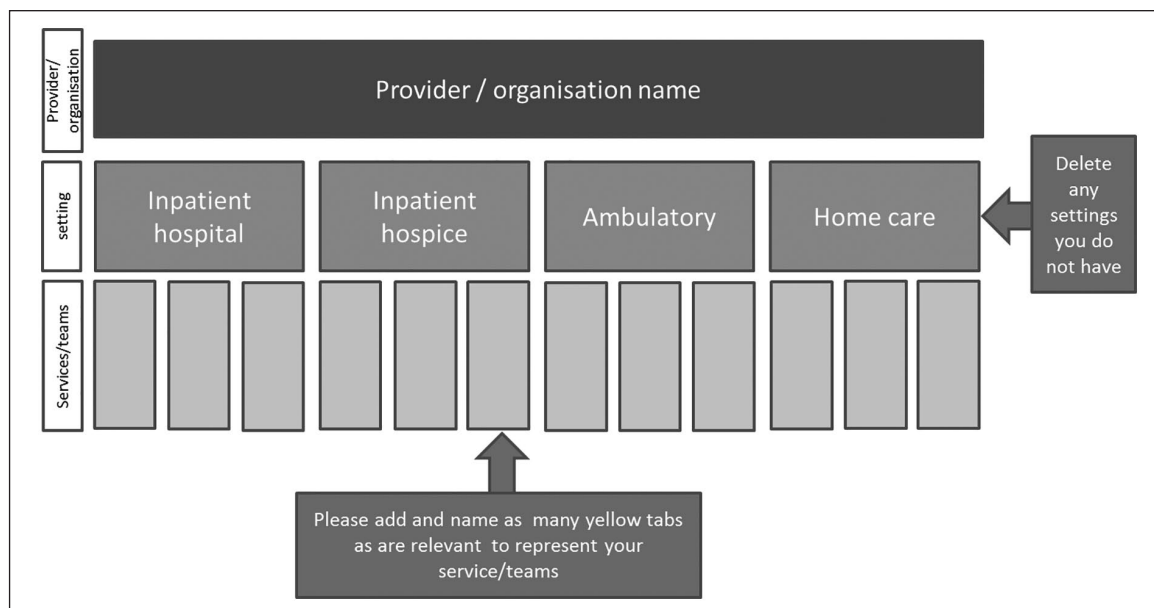 Provider/
organisation
Provider / organisation name
setting
Inpatient
hospital
Inpatient
hospice
Ambulatory
Home care
Delete
any
settings
you do
not have
Services/teams
Please add and name as many yellow tabs
as are relevant to represent your
service/teams